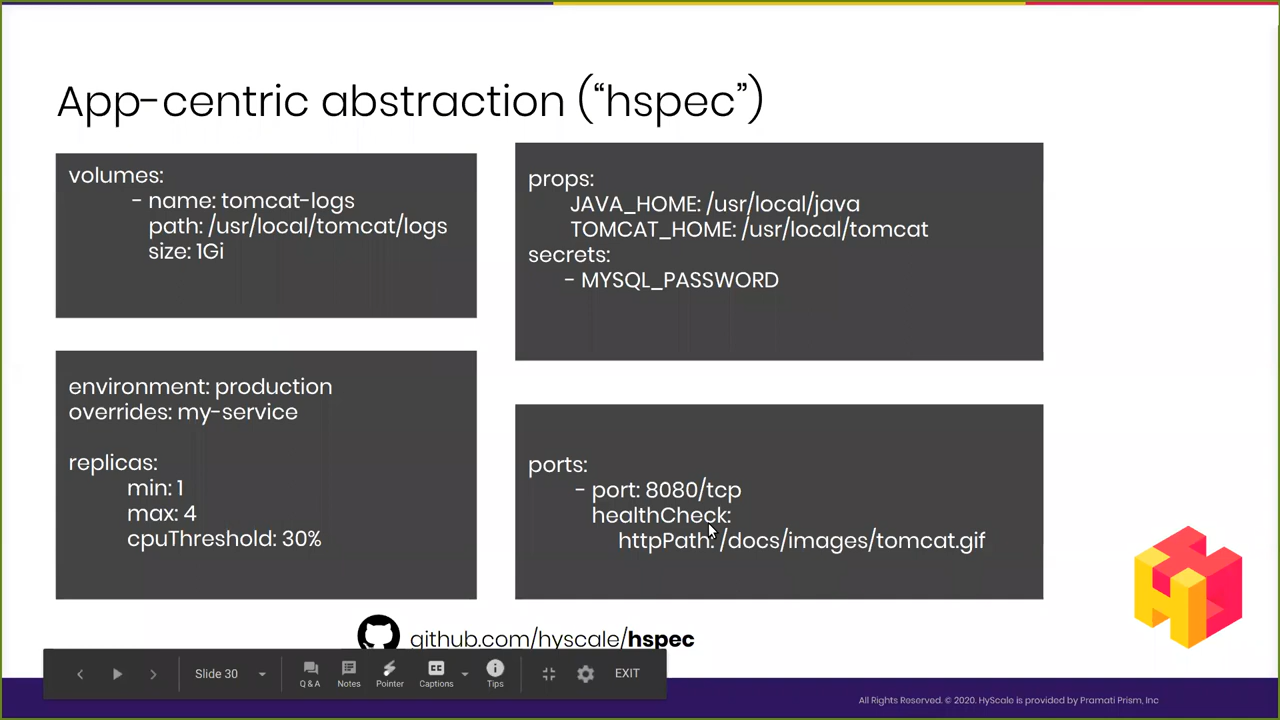 App-centric abstraction (“hspec”)
volumes:
- name: tomcat-logs
path: /usr/local/tomcat/logs
size: 1Gi
props:
JAVA_HOME: /usr/local/java
TOMCAT_HOME: /usr/local/tomcat
secrets:
- MYSQL_PASSWORD
environment: production
overrides: my-service
replicas:
min: 1
max: 4
cpuThreshold: 30%
ports:
- port: 8080/tcp
healthCheck:
httpPath: /docs/images/tomcat.gif
github.com/hyscale/hspec
Slide 30
Q & A
Notes
Pointer
CC
Captions
Tips
EXIT
All Rights Reserved. © 2020. HyScale is provided by Pramati Prism, Inc